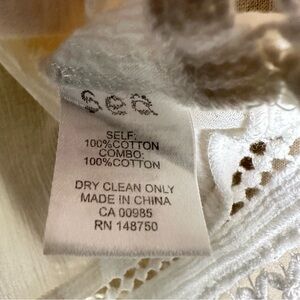 sea
SELF:
100%COTTON
COMBO:
100%COTTON
DRY CLEAN ONLY
MADE IN CHINA
CA 00985
RN 148750